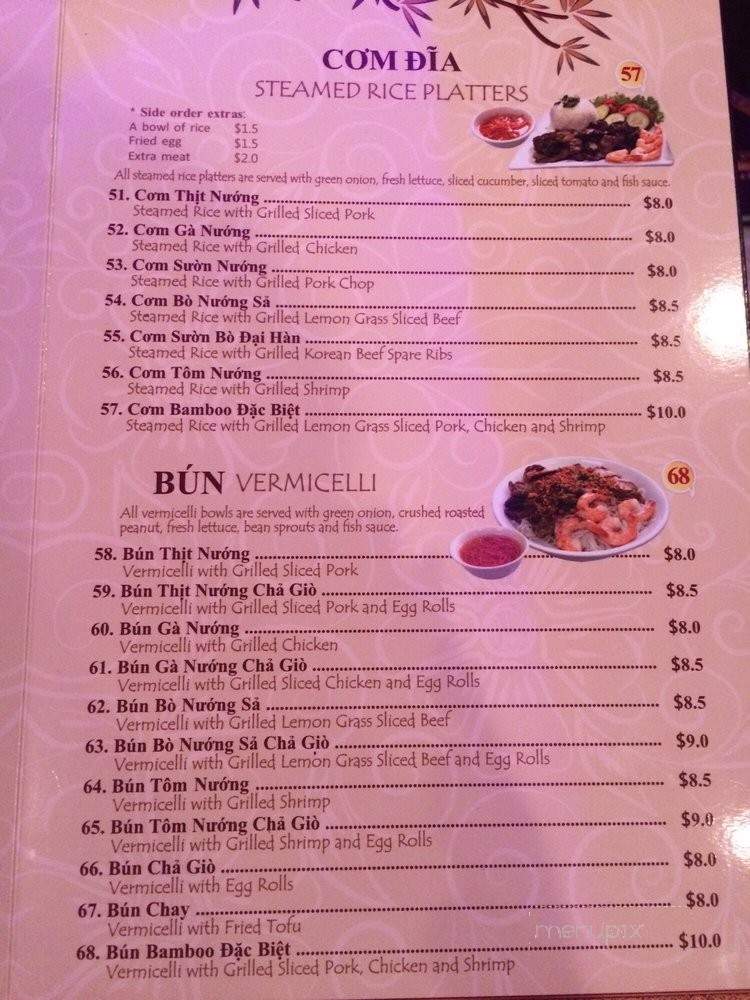 CƠM ĐĨA
STEAMED RICE PLATTERS
57
* Side order extras:
A bowl of rice $1.5
Fried egg $1.5
Extra meat $2.0
All steamed rice platters are served with green onion, fresh lettuce, sliced cucumber, sliced tomato and fish sauce.
51. Cơm Thịt Nướng ........ $8.0
Steamed Rice with Grilled Sliced Pork
52. Cơm Gà Nướng ........ $8.0
Steamed Rice with Grilled Chicken
53. Cơm Sườn Nướng ........ $8.0
Steamed Rice with Grilled Pork Chop
54. Cơm Bò Nướng Sả ........ $8.5
Steamed Rice with Grilled Lemon Grass Sliced Beef
55. Cơm Sườn Bò Đại Hàn ........ $8.5
Steamed Rice with Grilled Korean Beef Spare Ribs
56. Cơm Tôm Nướng ........ $8.5
Steamed Rice with Grilled Shrimp
57. Cơm Bamboo Đặc Biệt ........ $10.0
Steamed Rice with Grilled Lemon Grass Sliced Pork, Chicken and Shrimp
BÚN VERMICELLI
68
All vermicelli bowls are served with green onion, crushed roasted
peanut, fresh lettuce, bean sprouts and fish sauce.
58. Bún Thịt Nướng ........ $8.0
Vermicelli with Grilled Sliced Pork
59. Bún Thịt Nướng Chả Giò ........ $8.5
Vermicelli with Grilled Sliced Pork and Egg Rolls
60. Bún Gà Nướng ........ $8.0
Vermicelli with Grilled Chicken
61. Bún Gà Nướng Chả Giò ........ $8.5
Vermicelli with Grilled Sliced Chicken and Egg Rolls
62. Bún Bò Nướng Sả ........ $8.5
Vermicelli with Grilled Lemon Grass Sliced Beef
63. Bún Bò Nướng Sả Chả Giò ........ $9.0
Vermicelli with Grilled Lemon Grass Sliced Beef and Egg Rolls
64. Bún Tôm Nướng ........ $8.5
Vermicelli with Grilled Shrimp
65. Bún Tôm Nướng Chả Giò ........ $9.0
Vermicelli with Grilled Shrimp and Egg Rolls
66. Bún Chả Giò ........ $8.0
Vermicelli with Egg Rolls
67. Bún Chay ........ $8.0
Vermicelli with Fried Tofu
menupix
68. Bún Bamboo Đặc Biệt ........ $10.0
Vermicelli with Grilled Sliced Pork, Chicken and Shrimp